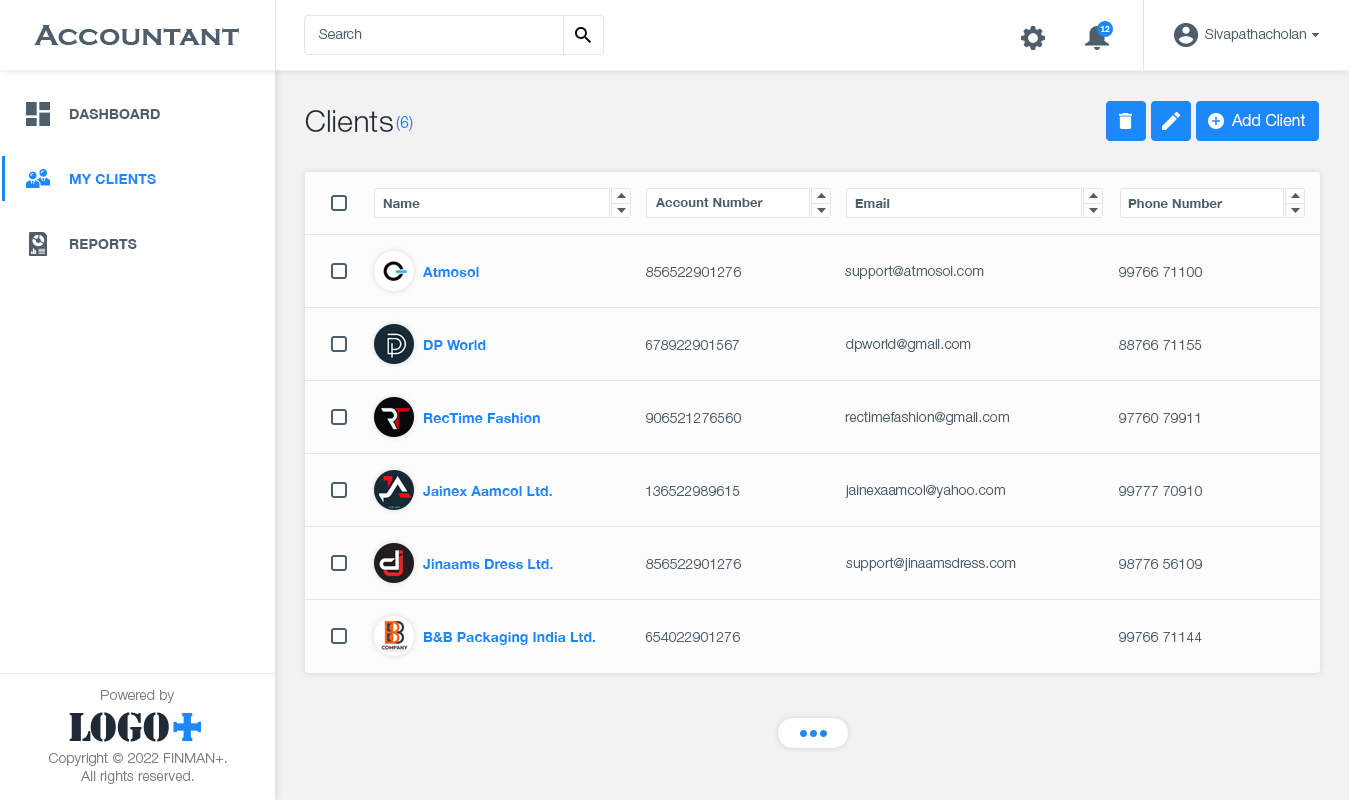 ACCOUNTANT
Search
12
Sivapathacholan
DASHBOARD
MY CLIENTS
REPORTS
Clients (6)
Add Client
Name Account Number Email Phone Number
Atmosol 856522901276 support@atmosol.com 99766 71100
DP World 678922901567 dpworld@gmail.com 88766 71155
RecTime Fashion 906521276560 rectimefashion@gmail.com 97760 79911
Jainex Aamcol Ltd. 136522989615 jainexaamcol@yahoo.com 99777 70910
Jinaams Dress Ltd. 856522901276 support@jinaamsdress.com 98776 56109
COMPANY
B&B Packaging India Ltd. 654022901276 99766 71144
Powered by
LOGO
Copyright © 2022 FINMAN+.
All rights reserved.